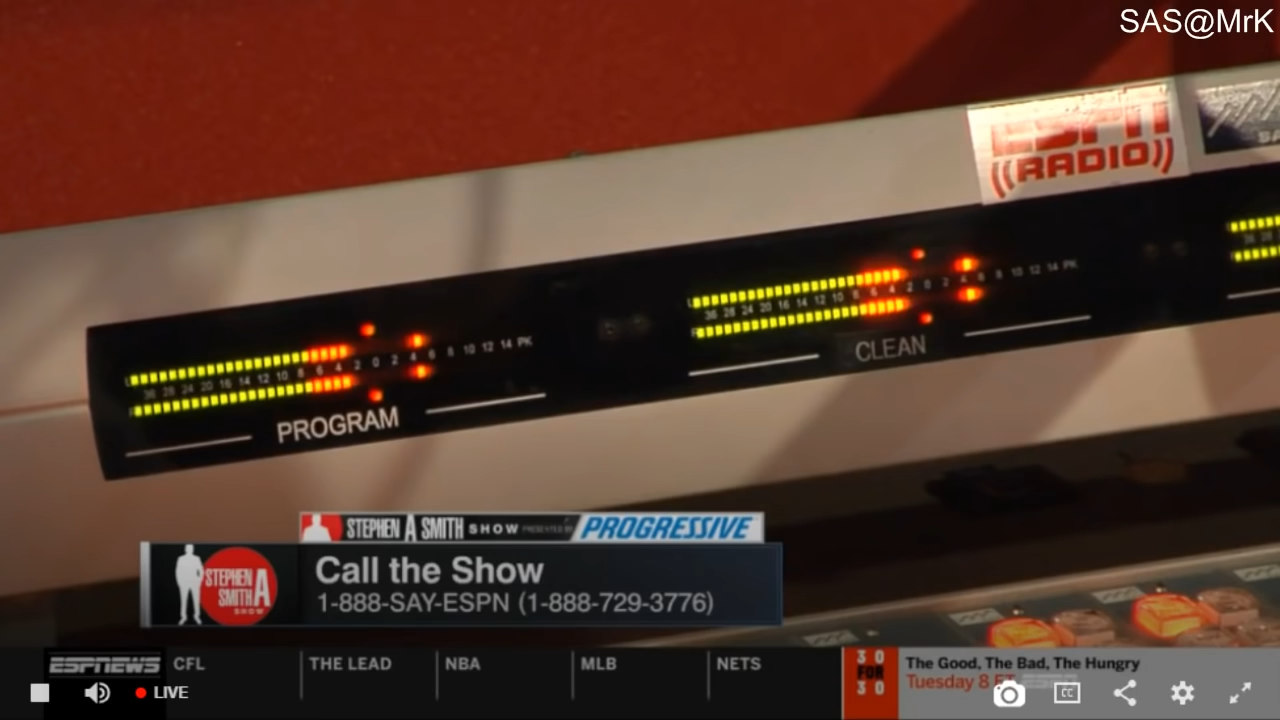 SAS@MrK
ESPN
((RADIO))
L 36 28 24 20 16 14 12 10 8 6 4 2 0 2 4 6 8 10 12 14 PK
PROGRAM
L 36 28 24 20 16 14 12 10 8 6 4 2 0 2 4 6 8 10 12 14 PK
R
CLEAN
STEPHEN A SMITH SHOW PRESENTED BY PROGRESSIVE
STEPHEN A
SMITH
SHOW
Call the Show
1-888-SAY-ESPN (1-888-729-3776)
ESPNEWS CFL THE LEAD NBA MLB NETS
30
FOR
30
The Good, The Bad, The Hungry
Tuesday 8 ET
LIVE
CC